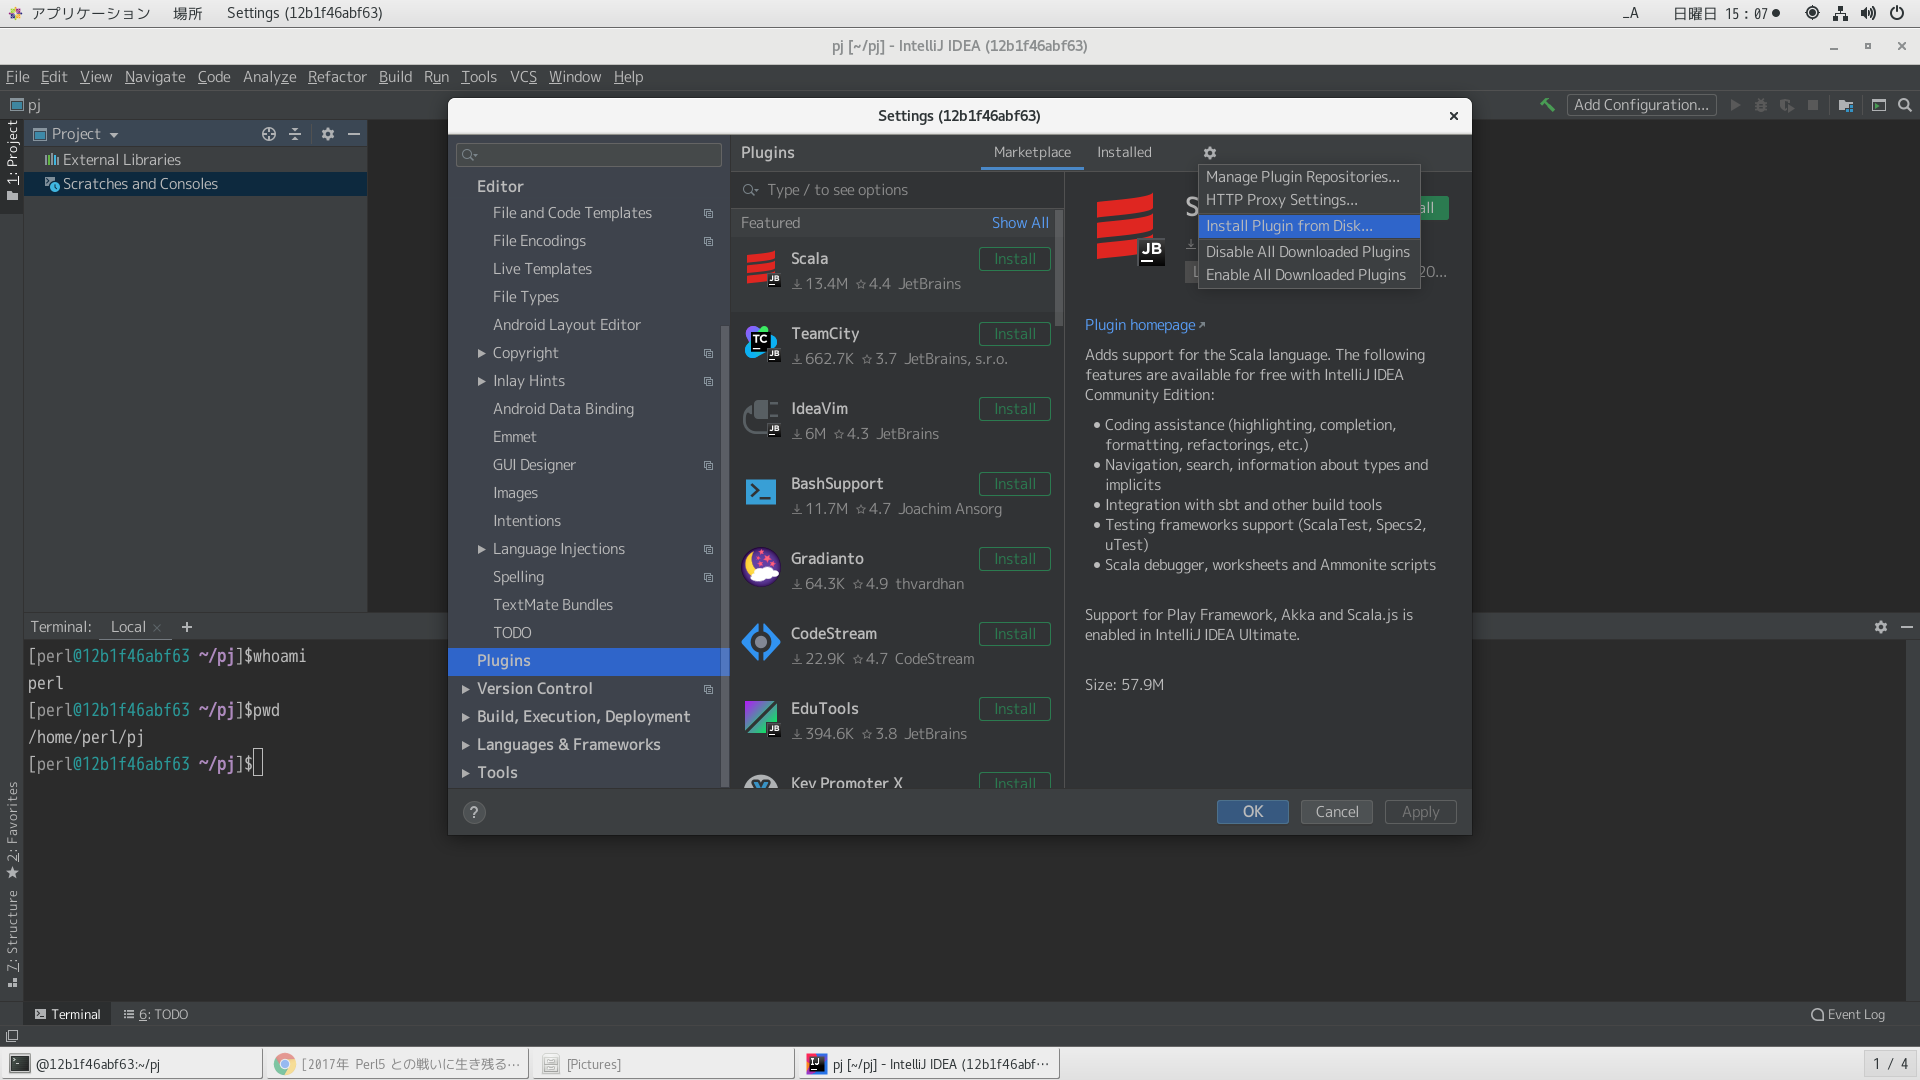 アプリケーション 場所 Settings (12b1f46abf63) _A 日曜日 15：07●
pj [~/pj] - IntelliJ IDEA (12b1f46abf63)
File Edit View Navigate Code Analyze Refactor Build Run Tools VCS Window Help
pj Add Configuration...
Settings (12b1f46abf63)
1: Project
Project
External Libraries
Scratches and Consoles
Editor
File and Code Templates
File Encodings
Live Templates
File Types
Android Layout Editor
Copyright
Inlay Hints
Android Data Binding
Emmet
GUI Designer
Images
Intentions
Language Injections
Spelling
TextMate Bundles
TODO
Plugins
Version Control
Build, Execution, Deployment
Languages & Frameworks
Tools
Plugins Marketplace Installed
Type / to see options
Featured Show All
Scala Install
13.4M 4.4 JetBrains
TeamCity Install
662.7K 3.7 JetBrains, s.r.o.
IdeaVim Install
6M 4.3 JetBrains
BashSupport Install
11.7M 4.7 Joachim Ansorg
Gradianto Install
64.3K 4.9 thvardhan
CodeStream Install
22.9K 4.7 CodeStream
EduTools Install
394.6K 3.8 JetBrains
Key Promoter X Install
Manage Plugin Repositories...
HTTP Proxy Settings...
Install Plugin from Disk...
Disable All Downloaded Plugins
Enable All Downloaded Plugins
JB
Plugin homepage
Adds support for the Scala language. The following
features are available for free with IntelliJ IDEA
Community Edition:
• Coding assistance (highlighting, completion,
formatting, refactorings, etc.)
• Navigation, search, information about types and
implicits
• Integration with sbt and other build tools
• Testing frameworks support (ScalaTest, Specs2,
uTest)
• Scala debugger, worksheets and Ammonite scripts
Support for Play Framework, Akka and Scala.js is
enabled in IntelliJ IDEA Ultimate.
Size: 57.9M
? OK Cancel Apply
Terminal: Local × +
[perl@12b1f46abf63 ~/pj]$whoami
perl
[perl@12b1f46abf63 ~/pj]$pwd
/home/perl/pj
[perl@12b1f46abf63 ~/pj]$
2: Favorites
7: Structure
Terminal 6: TODO Event Log
@12b1f46abf63:~/pj [2017年 Perl5 との戦いに生き残る… [Pictures] pj [~/pj] - IntelliJ IDEA (12b1f46abf… 1 / 4